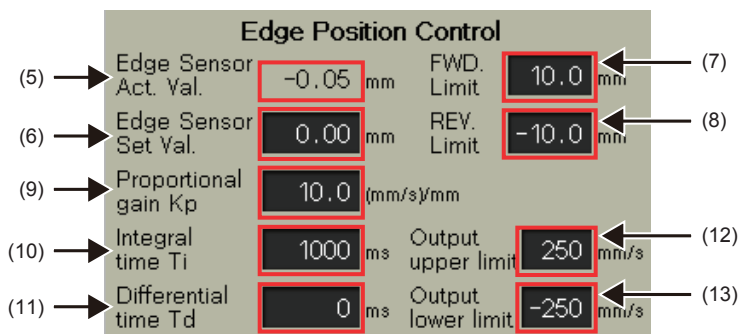 Edge Position Control
(5) Edge Sensor Act. Val. -0.05 mm FWD. Limit 10.0 mm (7)
(6) Edge Sensor Set Val. 0.00 mm REV. Limit -10.0 mm (8)
(9) Proportional gain Kp 10.0 (mm/s)/mm
(10) Integral time Ti 1000 ms Output upper limit 250 mm/s (12)
(11) Differential time Td 0 ms Output lower limit -250 mm/s (13)